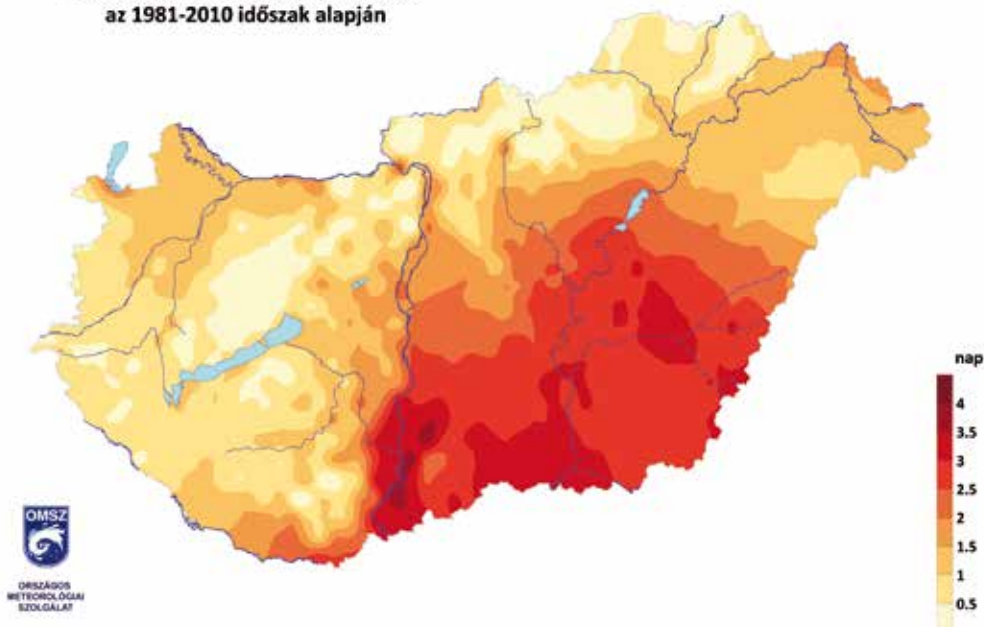 az 1981-2010 időszak alapján
nap
4
3.5
3
2.5
2
1.5
1
0.5
OMSZ
ORSZÁGOS
METEOROLÓGIAI
SZOLGÁLAT